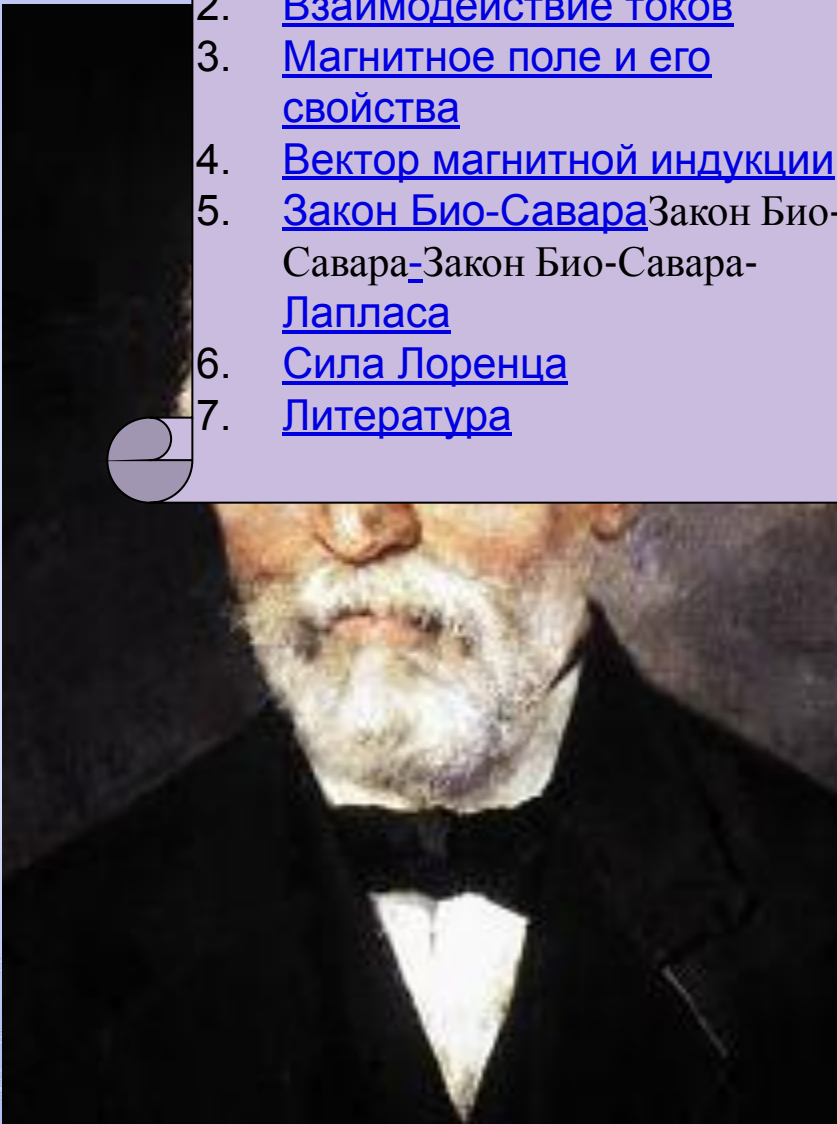 2. Взаимодействие токов
3. Магнитное поле и его
свойства
4. Вектор магнитной индукции
5. Закон Био-СавараЗакон Био-
Савара-Закон Био-Савара-
Лапласа
6. Сила Лоренца
7. Литература